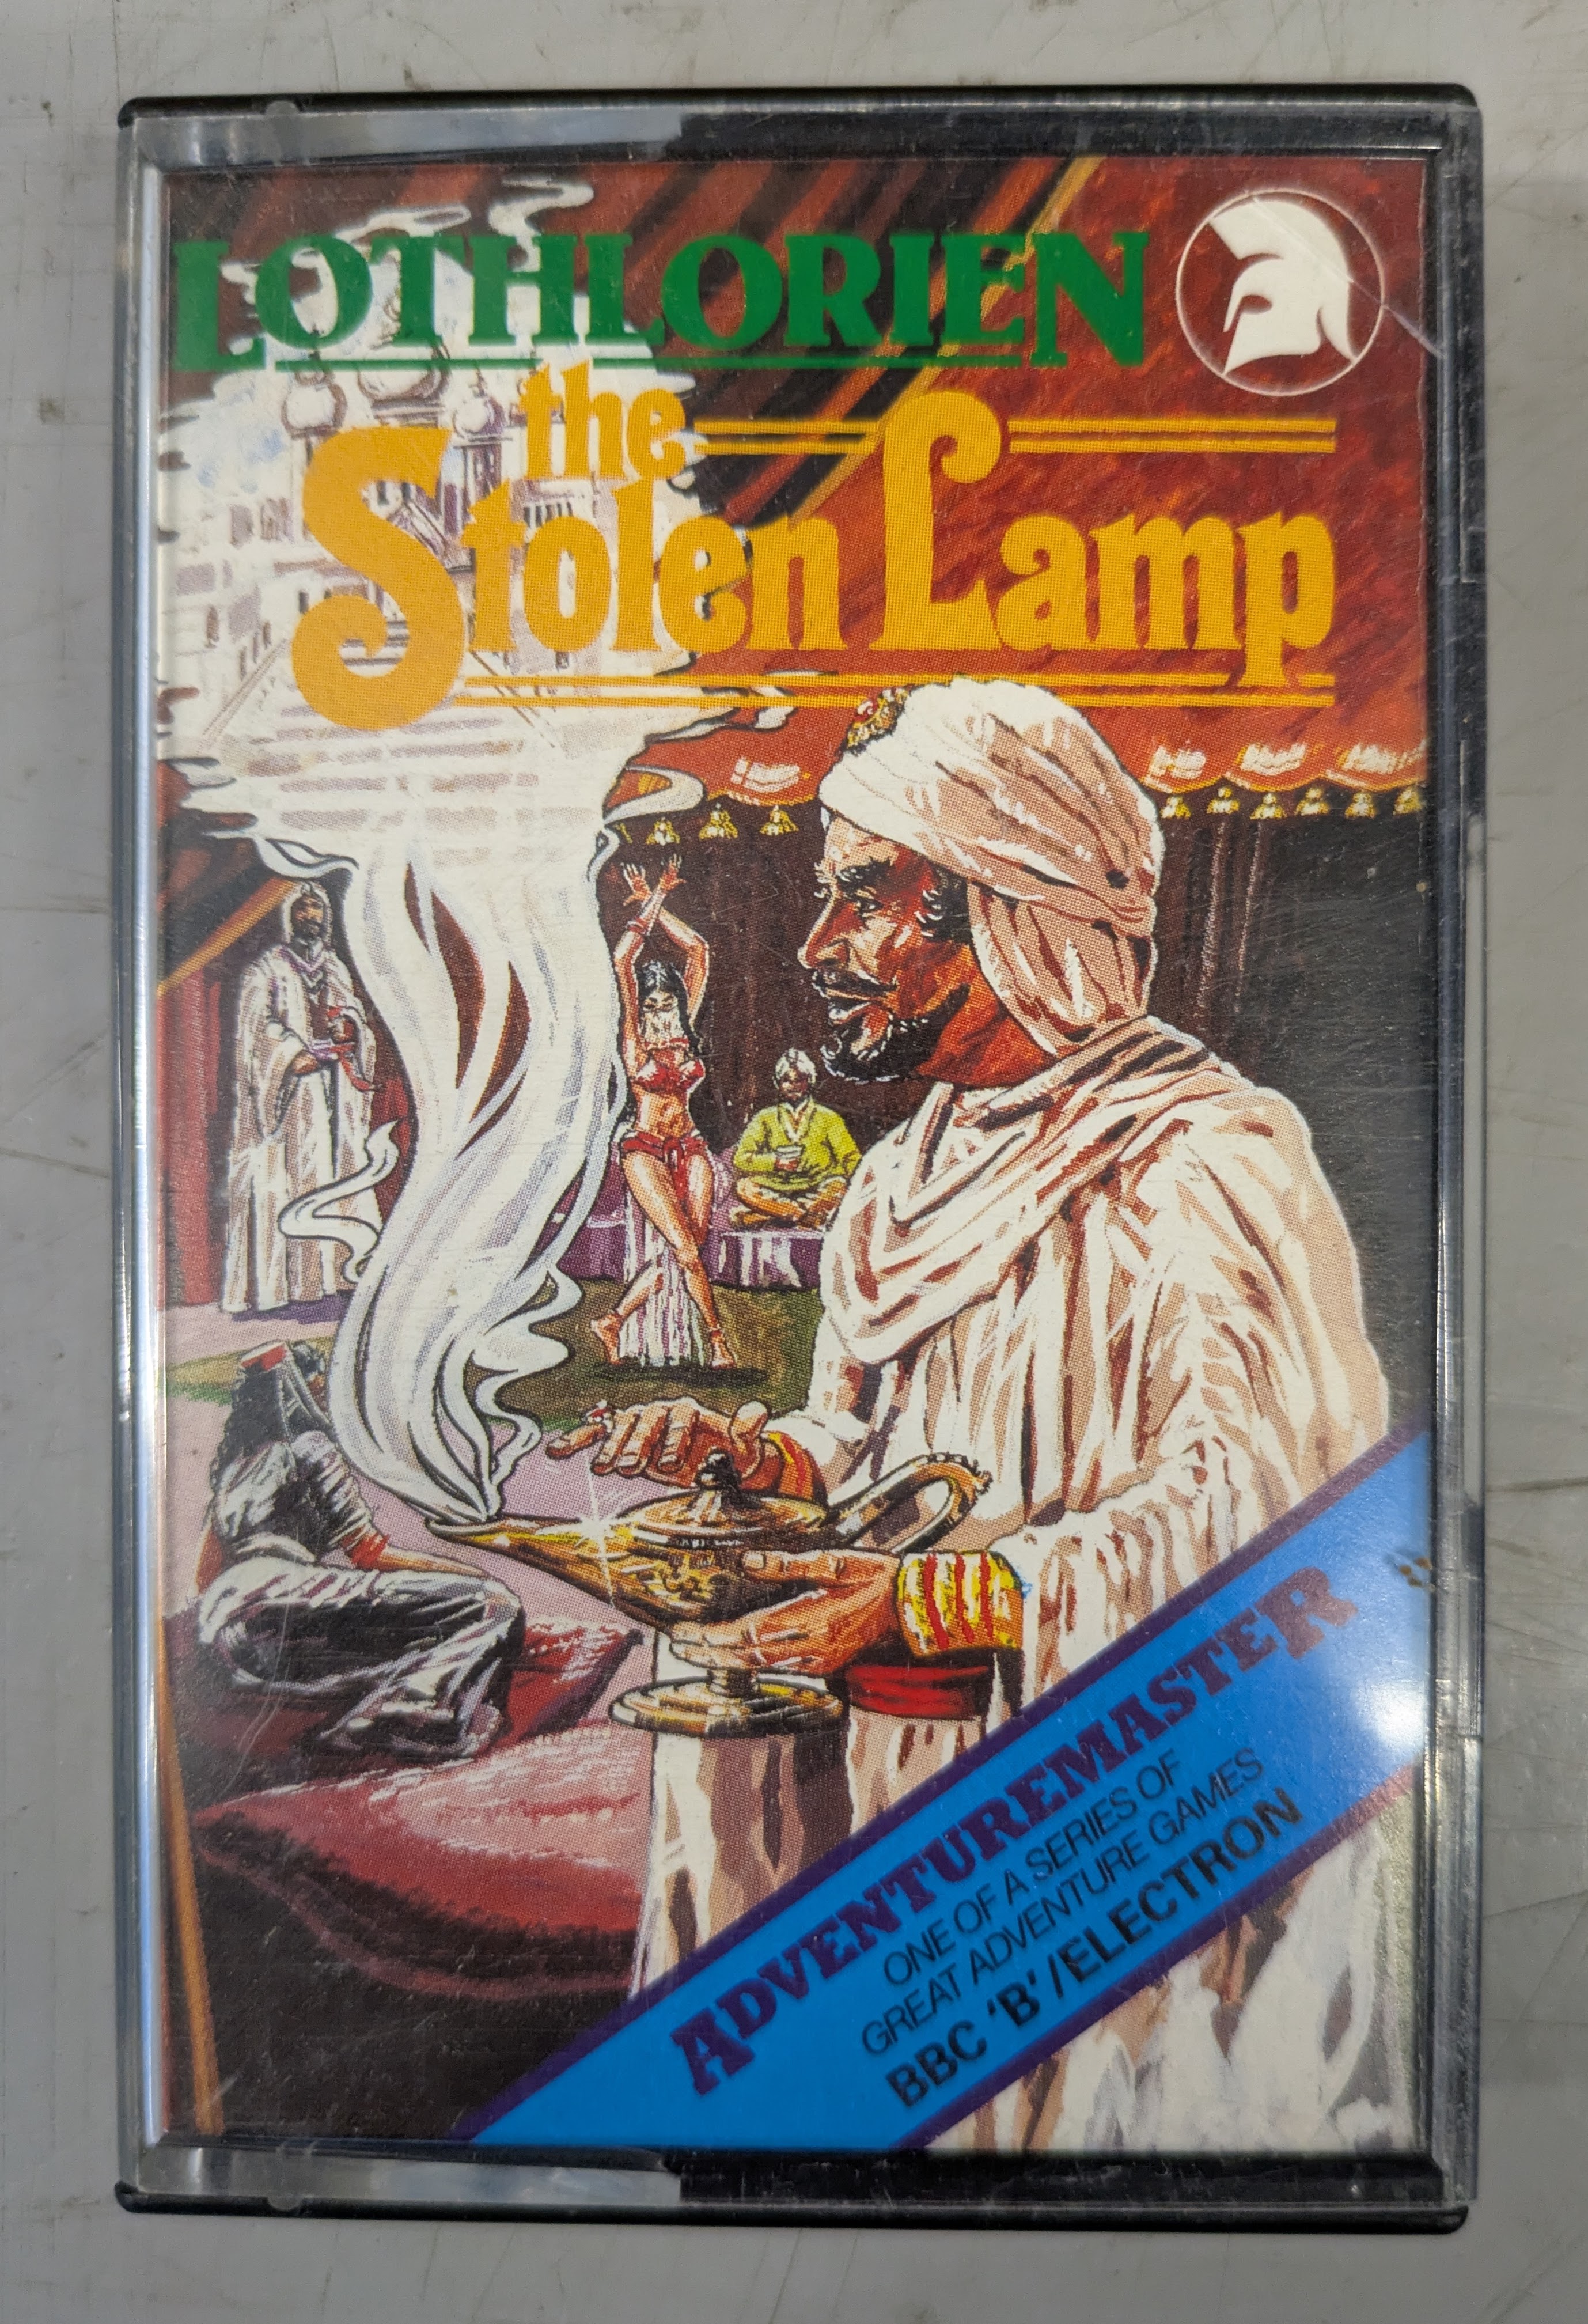 LOTHLORIEN
the
Stolen Lamp
ADVENTUREMASTER
ONE OF A SERIES OF
GREAT ADVENTURE GAMES
BBC 'B'/ELECTRON